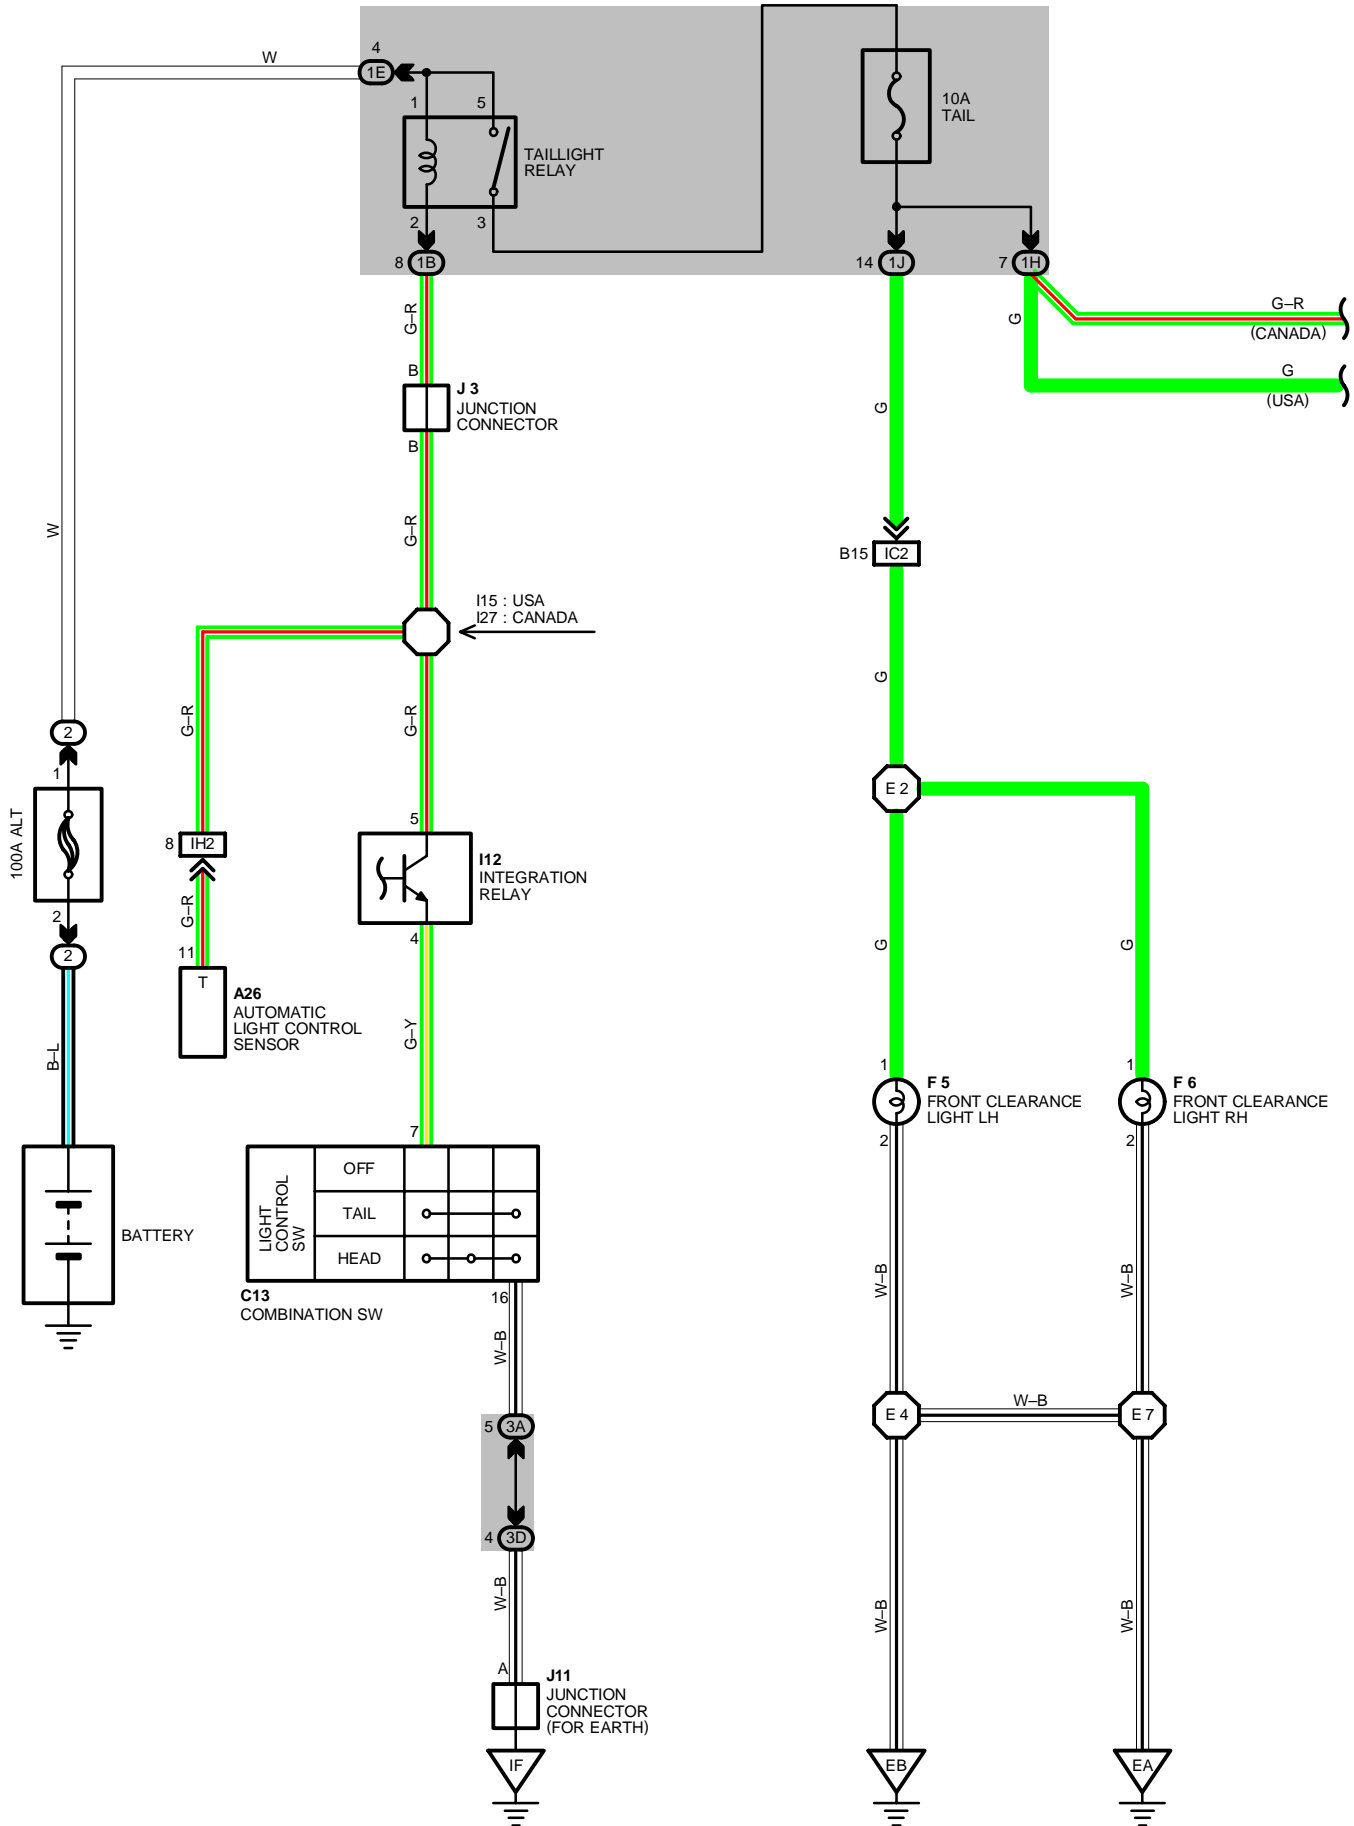 W
4
1E
1
5
TAILLIGHT
RELAY
2
3
8
1B
10A
TAIL
14
1J
7
1H
G–R
(CANADA)
G
(USA)
G
G–R
B
J 3
JUNCTION
CONNECTOR
B
G
W
G–R
B15
IC2
I15 : USA
I27 : CANADA
G–R
G–R
G
2
1
100A ALT
2
2
E 2
5
8
IH2
I12
INTEGRATION
RELAY
G–R
4
11
T
A26
AUTOMATIC
LIGHT CONTROL
SENSOR
G
G
B–L
G–Y
1
F 5
FRONT CLEARANCE
LIGHT LH
2
1
F 6
FRONT CLEARANCE
LIGHT RH
2
7
BATTERY
LIGHT
CONTROL
SW
OFF
TAIL
HEAD
C13
COMBINATION SW
16
W–B
W–B
W–B
5
3A
E 4
W–B
E 7
4
3D
W–B
W–B
W–B
A
J11
JUNCTION
CONNECTOR
(FOR EARTH)
IF
EB
EA